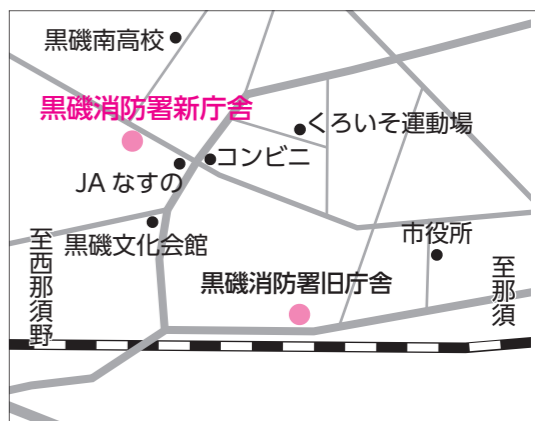 黒磯南高校
黒磯消防署新庁舎
くろいそ運動場
コンビニ
JAなすの
黒磯文化会館
市役所
黒磯消防署旧庁舎
至西那須野
至那須